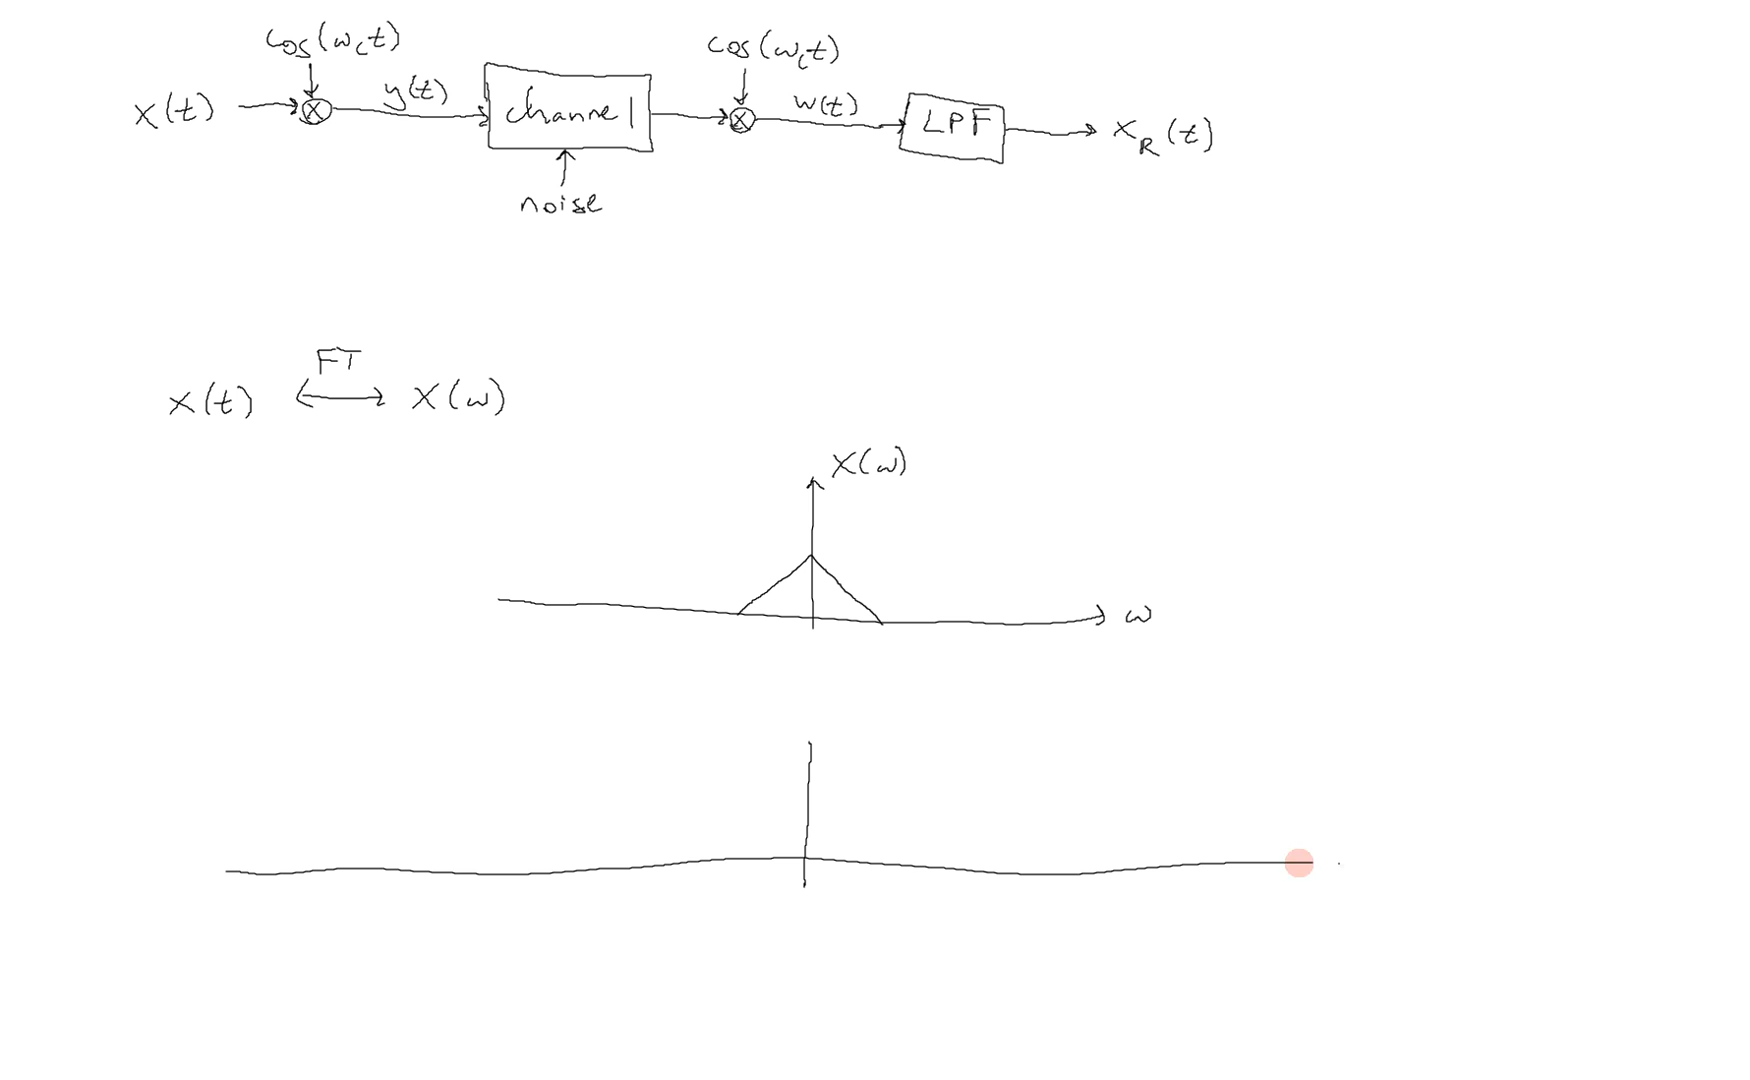 cos(ω_c t) cos(ω_c t)
x(t) y(t) channel w(t) LPF x_R(t)
noise
FT
x(t) ⟷ X(ω)
X(ω)
ω